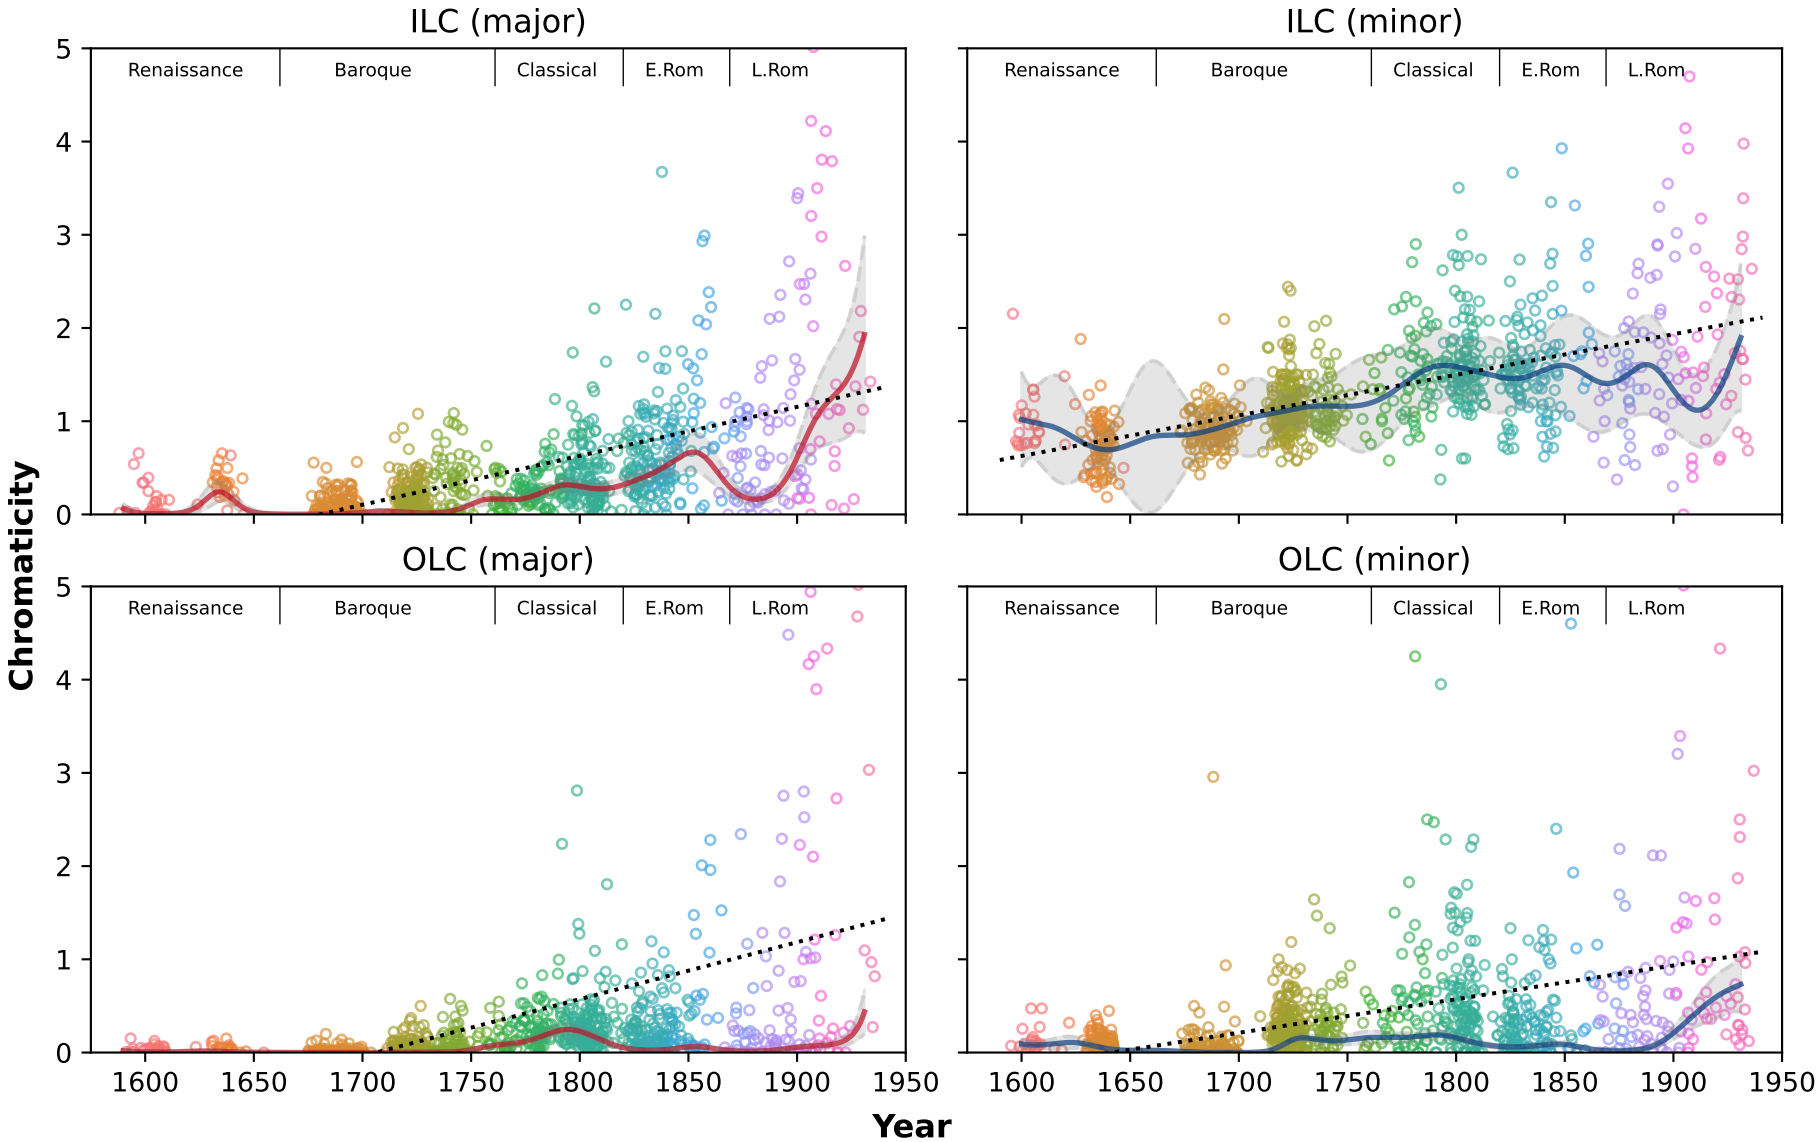 ILC (major)
ILC (minor)
5
Renaissance
Baroque
Classical
E.Rom
L.Rom
Renaissance
Baroque
Classical
E.Rom
L.Rom
4
3
2
1
0
OLC (major)
OLC (minor)
5
Renaissance
Baroque
Classical
E.Rom
L.Rom
Renaissance
Baroque
Classical
E.Rom
L.Rom
4
3
2
1
0
Chromaticity
1600 1650 1700 1750 1800 1850 1900 1950
1600 1650 1700 1750 1800 1850 1900 1950
Year